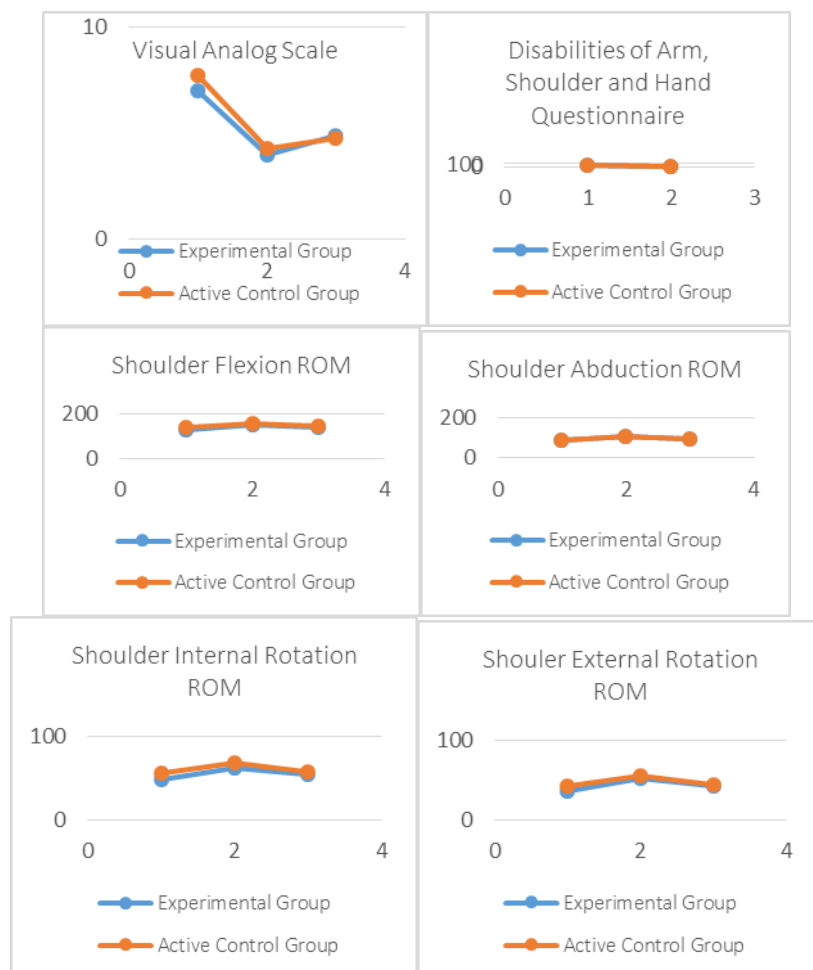 10
Visual Analog Scale
0
Experimental Group
0 2 4
Active Control Group
Disabilities of Arm,
Shoulder and Hand
Questionnaire
100
0
0 1 2 3
Experimental Group
Active Control Group
Shoulder Flexion ROM
200
0
0 2 4
Experimental Group
Active Control Group
Shoulder Abduction ROM
200
0
0 2 4
Experimental Group
Active Control Group
Shoulder Internal Rotation
ROM
100
0
0 2 4
Experimental Group
Active Control Group
Shouler External Rotation
ROM
100
0
0 2 4
Experimental Group
Active Control Group